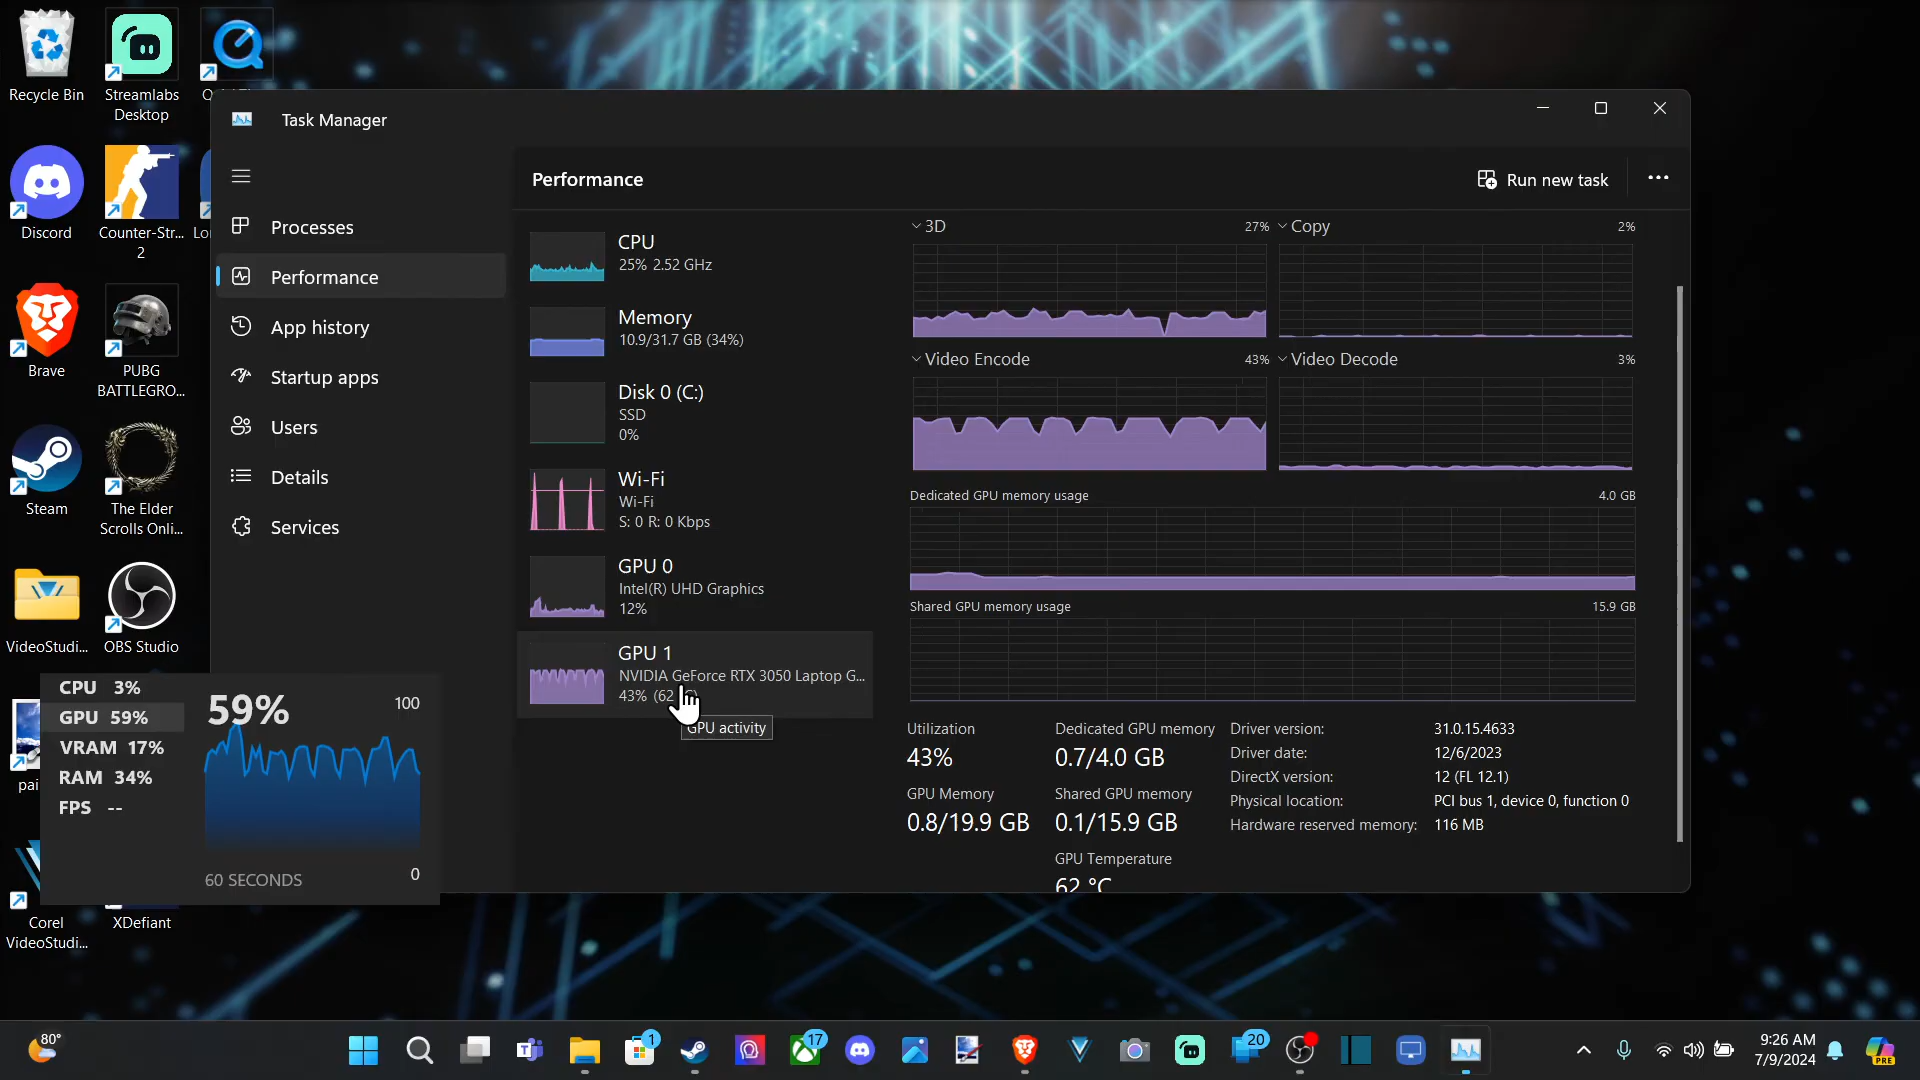 Recycle Bin
Streamlabs
Desktop
Discord
Counter-Str...
2
Brave
PUBG
BATTLEGRO...
Steam
The Elder
Scrolls Onli...
VideoStudi...
OBS Studio
Corel
VideoStudi...
XDefiant
Task Manager
Processes
Performance
App history
Startup apps
Users
Details
Services
Performance
Run new task
CPU
25% 2.52 GHz
Memory
10.9/31.7 GB (34%)
Disk 0 (C:)
SSD
0%
Wi-Fi
Wi-Fi
S: 0 R: 0 Kbps
GPU 0
Intel(R) UHD Graphics
12%
GPU 1
NVIDIA GeForce RTX 3050 Laptop G...
43% (62
GPU activity
3D 27%
Copy 2%
Video Encode 43%
Video Decode 3%
Dedicated GPU memory usage 4.0 GB
Shared GPU memory usage 15.9 GB
Utilization
43%
Dedicated GPU memory
0.7/4.0 GB
GPU Memory
0.8/19.9 GB
Shared GPU memory
0.1/15.9 GB
GPU Temperature
62 °C
Driver version: 31.0.15.4633
Driver date: 12/6/2023
DirectX version: 12 (FL 12.1)
Physical location: PCI bus 1, device 0, function 0
Hardware reserved memory: 116 MB
CPU 3%
GPU 59%
VRAM 17%
RAM 34%
FPS --
59%
100
60 SECONDS
0
80°
1
17
20
9:26 AM
7/9/2024
PRE